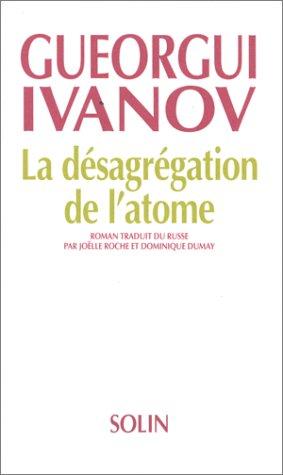 GUEORGUI
IVANOV
La désagrégation
de l'atome
ROMAN TRADUIT DU RUSSE
PAR JOËLLE ROCHE ET DOMINIQUE DUMAY
SOLIN